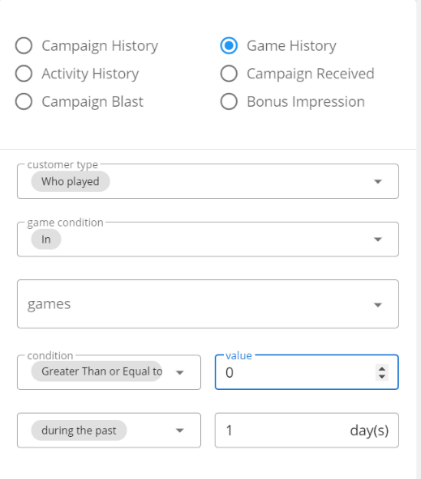 Campaign History Game History
Activity History Campaign Received
Campaign Blast Bonus Impression
customer type
Who played
game condition
In
games
condition value
Greater Than or Equal to 0
during the past 1 day(s)